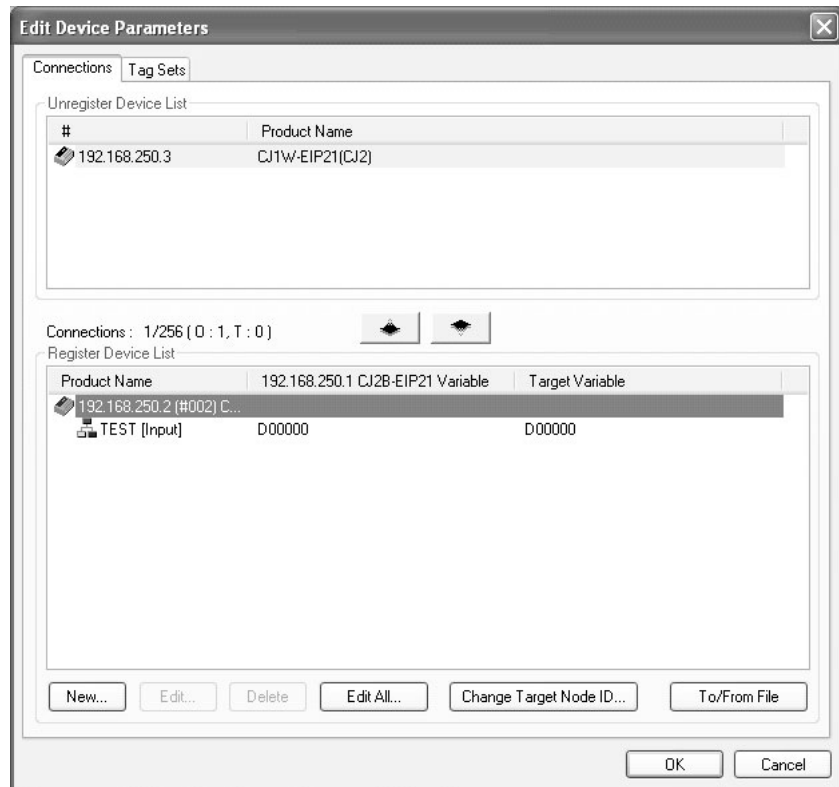 Edit Device Parameters
Connections Tag Sets
Unregister Device List
# Product Name
192.168.250.3 CJ1W-EIP21(CJ2)
Connections : 1/256 ( O : 1, T : 0 )
Register Device List
Product Name 192.168.250.1 CJ2B-EIP21 Variable Target Variable
192.168.250.2 (#002) C...
TEST [Input] D00000 D00000
New... Edit... Delete Edit All... Change Target Node ID... To/From File
OK Cancel